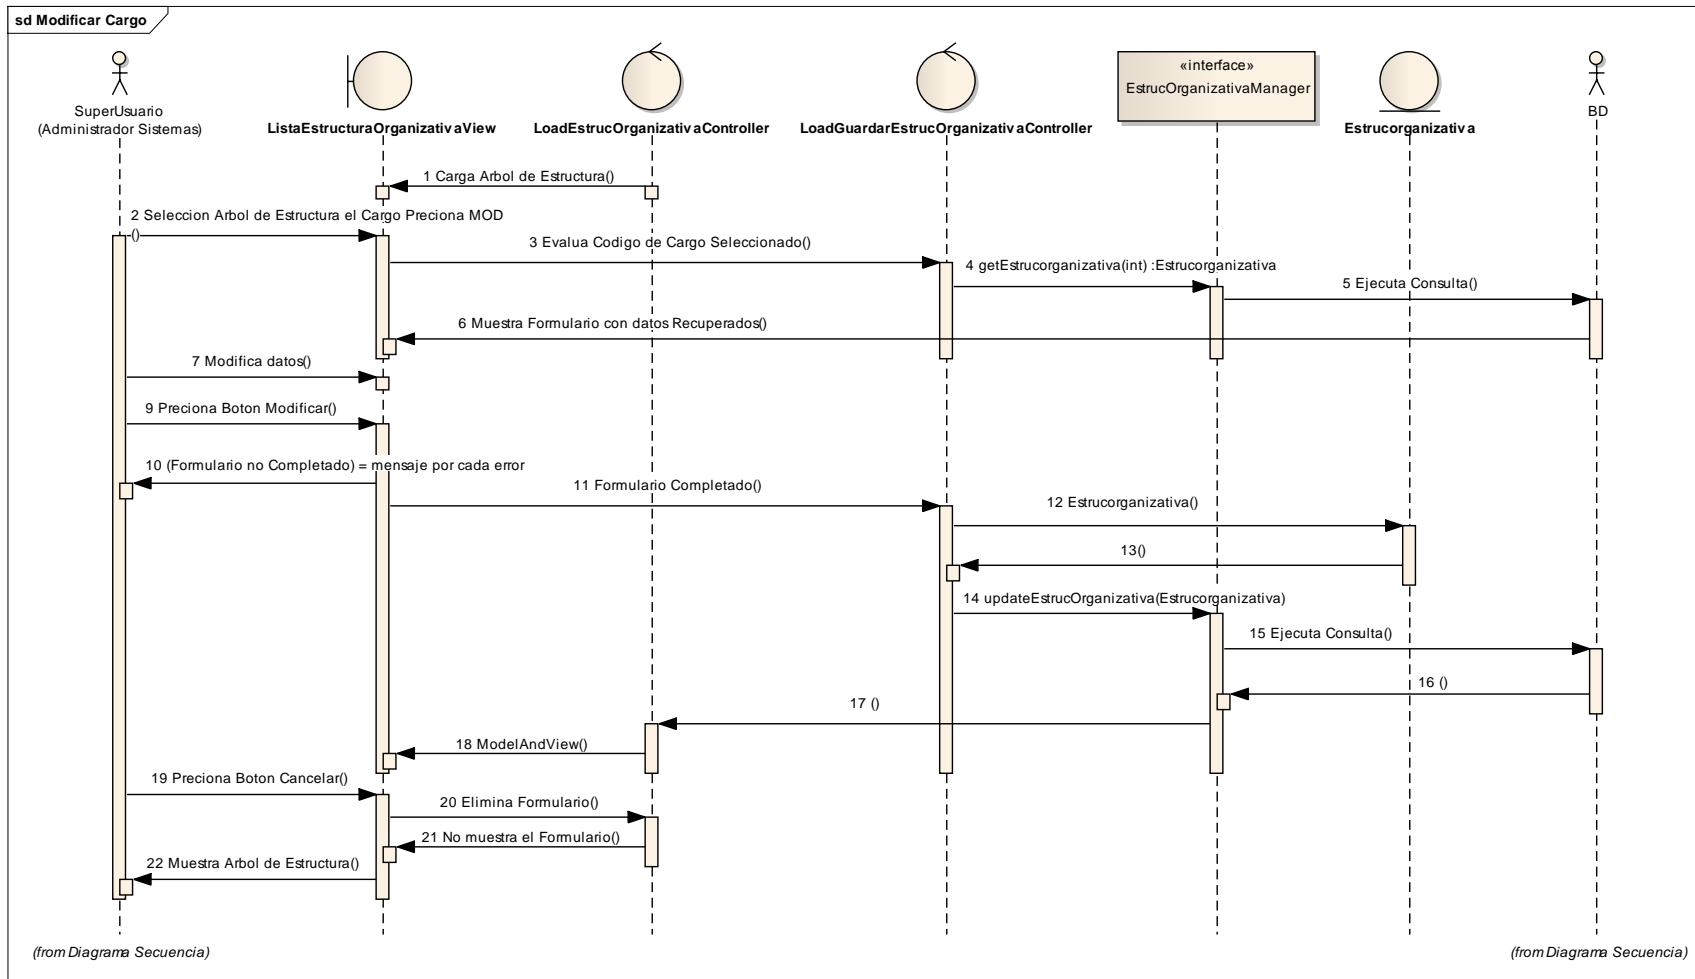 sd Modificar Cargo
SuperUsuario
(Administrador Sistemas)
ListaEstructuraOrganizativaView
LoadEstrucOrganizativaController
LoadGuardarEstrucOrganizativaController
«interface»
EstrucOrganizativaManager
Estrucorganizativa
BD
1 Carga Arbol de Estructura()
2 Seleccion Arbol de Estructura el Cargo Preciona MOD
()
3 Evalua Codigo de Cargo Seleccionado()
4 getEstrucorganizativa(int) :Estrucorganizativa
5 Ejecuta Consulta()
6 Muestra Formulario con datos Recuperados()
7 Modifica datos()
9 Preciona Boton Modificar()
10 (Formulario no Completado) = mensaje por cada error
11 Formulario Completado()
12 Estrucorganizativa()
13()
14 updateEstrucOrganizativa(Estrucorganizativa)
15 Ejecuta Consulta()
16 ()
17 ()
18 ModelAndView()
19 Preciona Boton Cancelar()
20 Elimina Formulario()
21 No muestra el Formulario()
22 Muestra Arbol de Estructura()
(from Diagrama Secuencia)
(from Diagrama Secuencia)